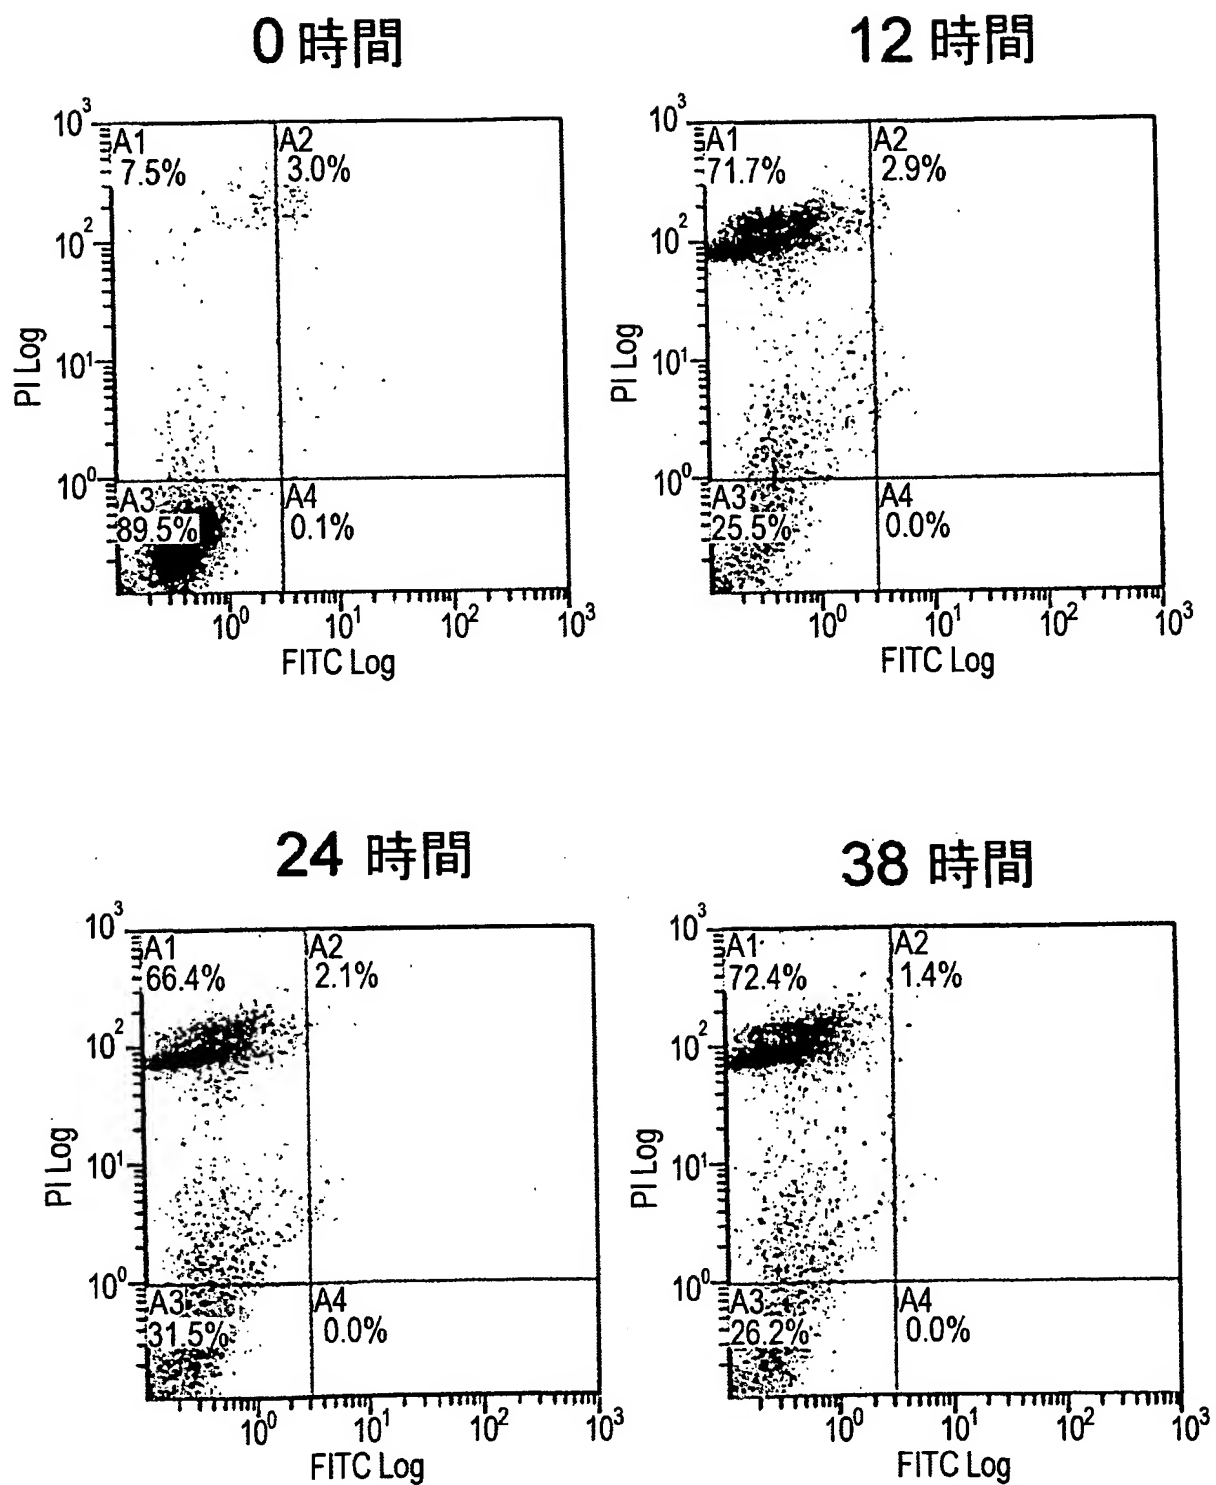 0 時間
10³
A1
7.5%
A2
3.0%
10²
PI Log
10¹
10⁰
A3
89.5%
A4
0.1%
10⁰ 10¹ 10² 10³
FITC Log
12 時間
10³
A1
71.7%
A2
2.9%
10²
PI Log
10¹
10⁰
A3
25.5%
A4
0.0%
10⁰ 10¹ 10² 10³
FITC Log
24 時間
10³
A1
66.4%
A2
2.1%
10²
PI Log
10¹
10⁰
A3
31.5%
A4
0.0%
10⁰ 10¹ 10² 10³
FITC Log
38 時間
10³
A1
72.4%
A2
1.4%
10²
PI Log
10¹
10⁰
A3
26.2%
A4
0.0%
10⁰ 10¹ 10² 10³
FITC Log